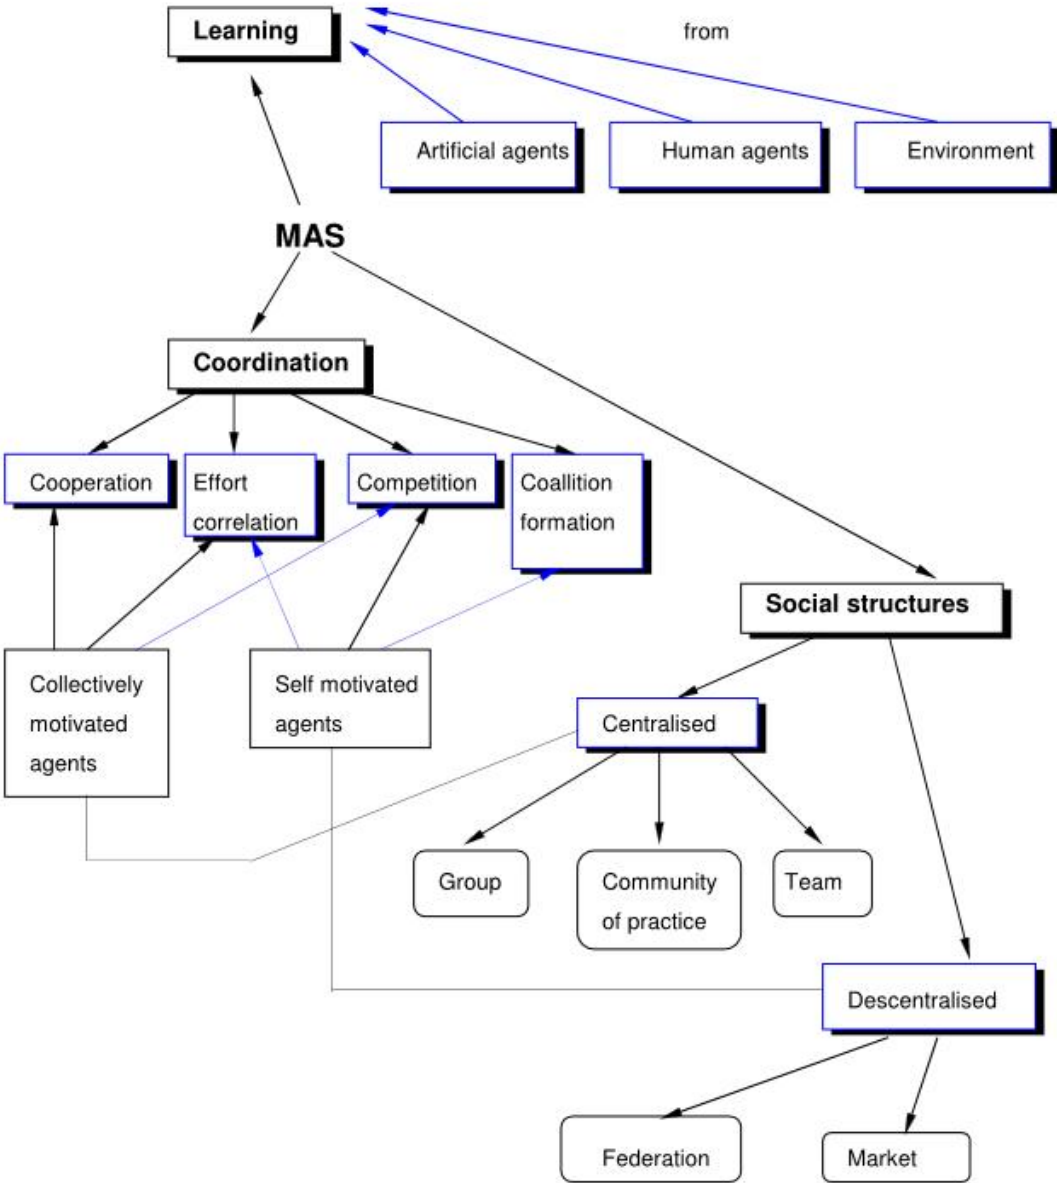 Learning
from
Artificial agents
Human agents
Environment
MAS
Coordination
Cooperation
Effort
correlation
Competition
Coallition
formation
Social structures
Collectively
motivated
agents
Self motivated
agents
Centralised
Group
Community
of practice
Team
Descentralised
Federation
Market